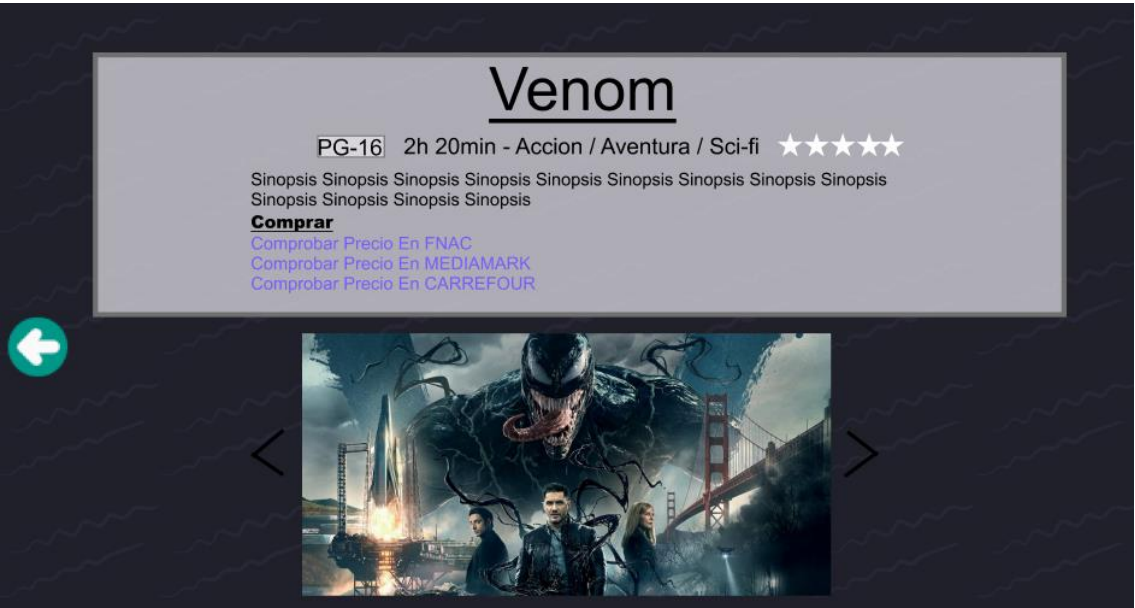 Venom
PG-16 2h 20min - Accion / Aventura / Sci-fi
Sinopsis Sinopsis Sinopsis Sinopsis Sinopsis Sinopsis Sinopsis Sinopsis Sinopsis
Sinopsis Sinopsis Sinopsis Sinopsis
Comprar
Comprobar Precio En FNAC
Comprobar Precio En MEDIAMARK
Comprobar Precio En CARREFOUR